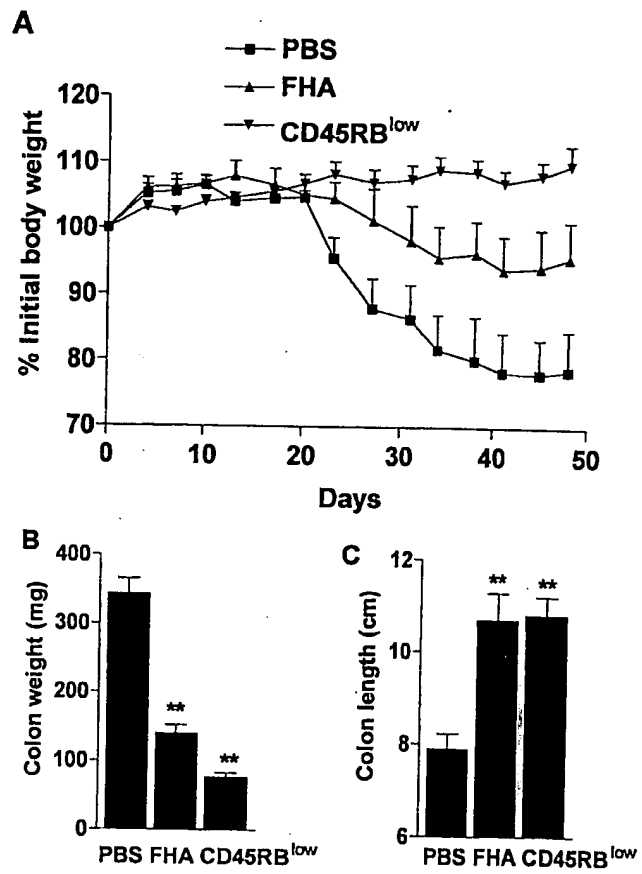 A
PBS
FHA
CD45RBlow
120
110
100
90
80
70
% Initial body weight
0 10 20 30 40 50
Days
B
400
300
200
100
0
Colon weight (mg)
**
**
PBS FHA CD45RBlow
C
12
10
8
6
Colon length (cm)
** **
PBS FHA CD45RBlow